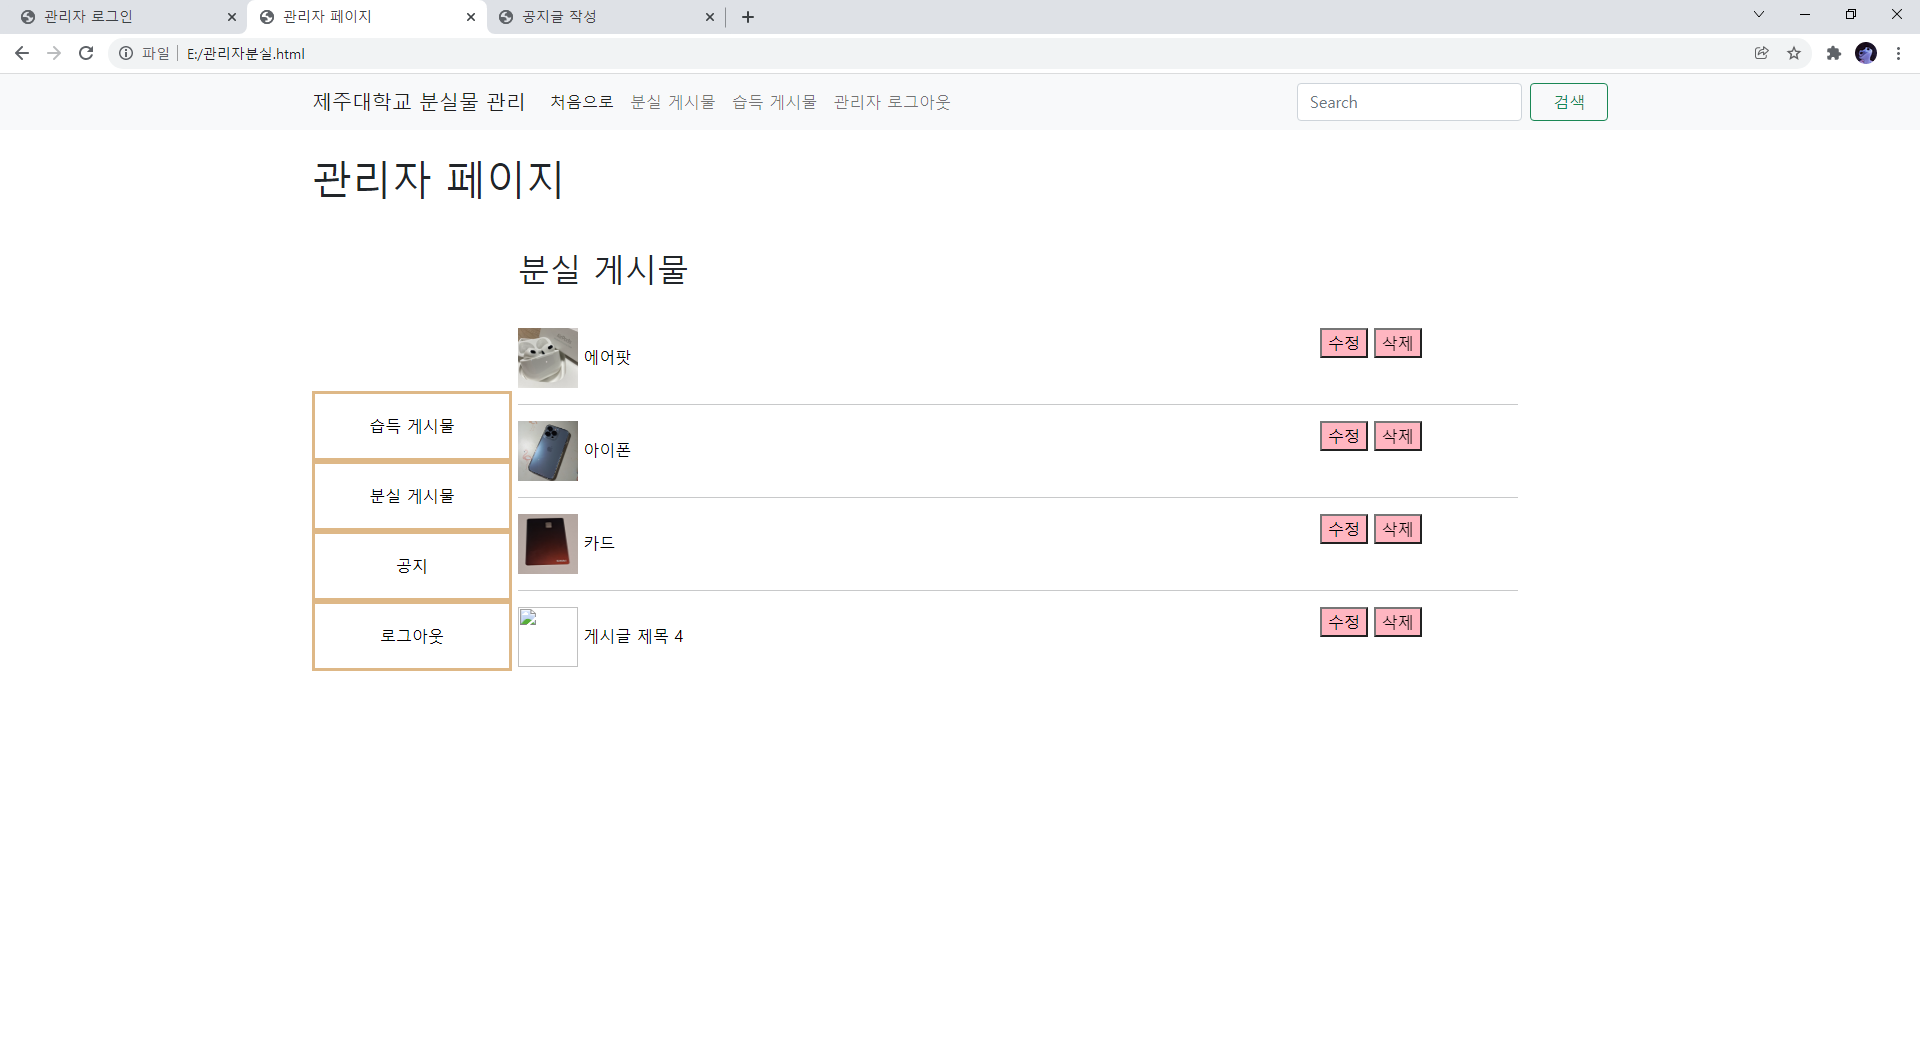 관리자 로그인
관리자 페이지
공지글 작성
파일 E:/관리자분실.html
제주대학교 분실물 관리 처음으로 분실 게시물 습득 게시물 관리자 로그아웃 Search 검색
관리자 페이지
분실 게시물
에어팟 수정 삭제
아이폰 수정 삭제
카드 수정 삭제
게시글 제목 4 수정 삭제
습득 게시물
분실 게시물
공지
로그아웃